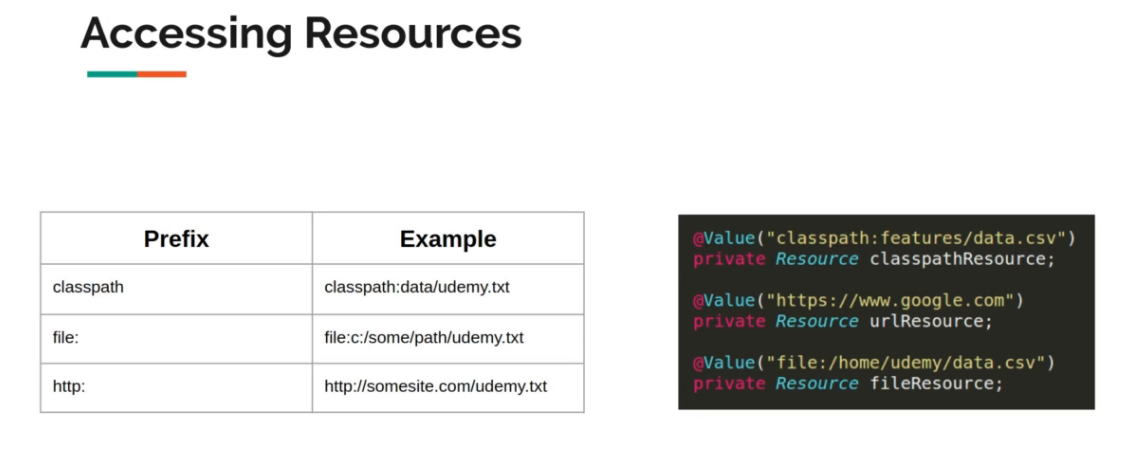 Accessing Resources
Prefix Example
classpath classpath:data/udemy.txt
file: file:c:/some/path/udemy.txt
http: http://somesite.com/udemy.txt
@Value("classpath:features/data.csv")
private Resource classpathResource;
@Value("https://www.google.com")
private Resource urlResource;
@Value("file:/home/udemy/data.csv")
private Resource fileResource;